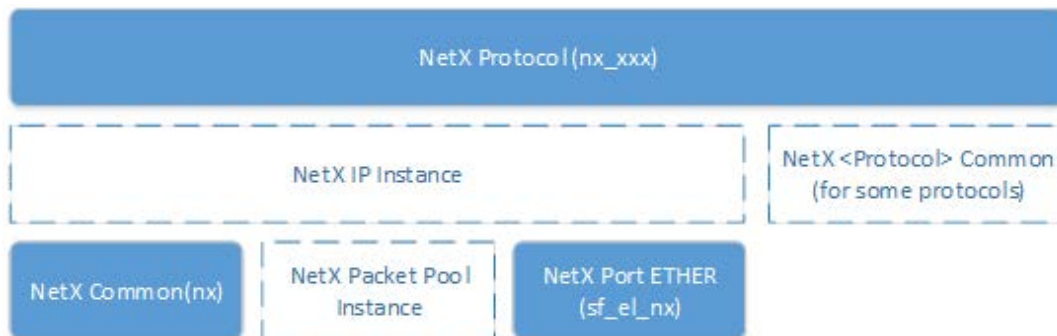 NetX Protocol(nx_xxx)
NetX IP Instance
NetX <Protocol> Common
(for some protocols)
NetX Common(nx)
NetX Packet Pool
Instance
NetX Port ETHER
(sf_el_nx)